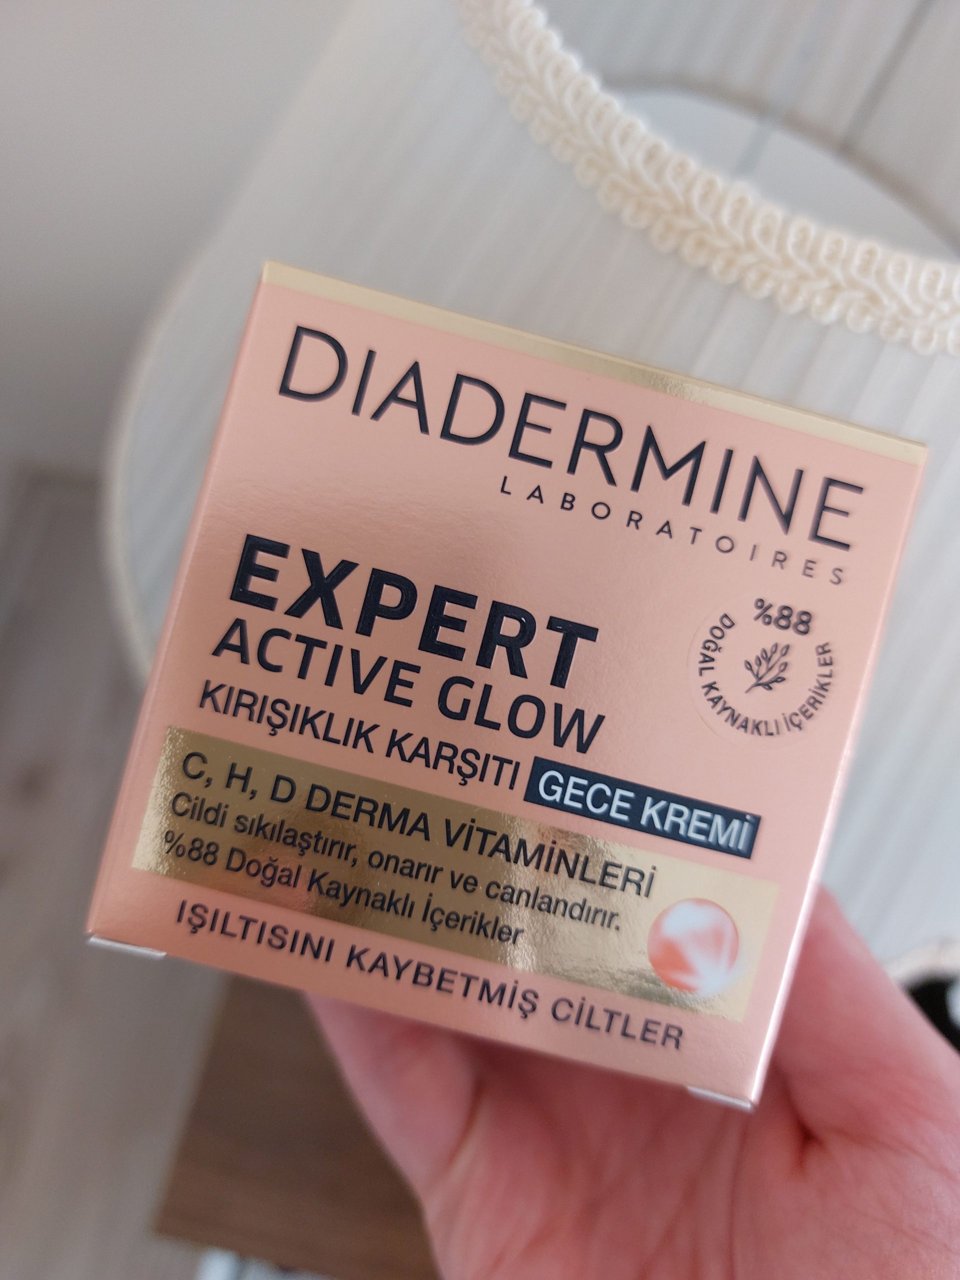 DIADERMINE
LABORATOIRES
EXPERT
ACTIVE GLOW
KIRIŞIKLIK KARŞITI GECE KREMİ
%88
DOĞAL KAYNAKLI İÇERİKLER
C, H, D DERMA VİTAMİNLERİ
Cildi sıkılaştırır, onarır ve canlandırır.
%88 Doğal Kaynaklı İçerikler
IŞILTISINI KAYBETMİŞ CİLTLER